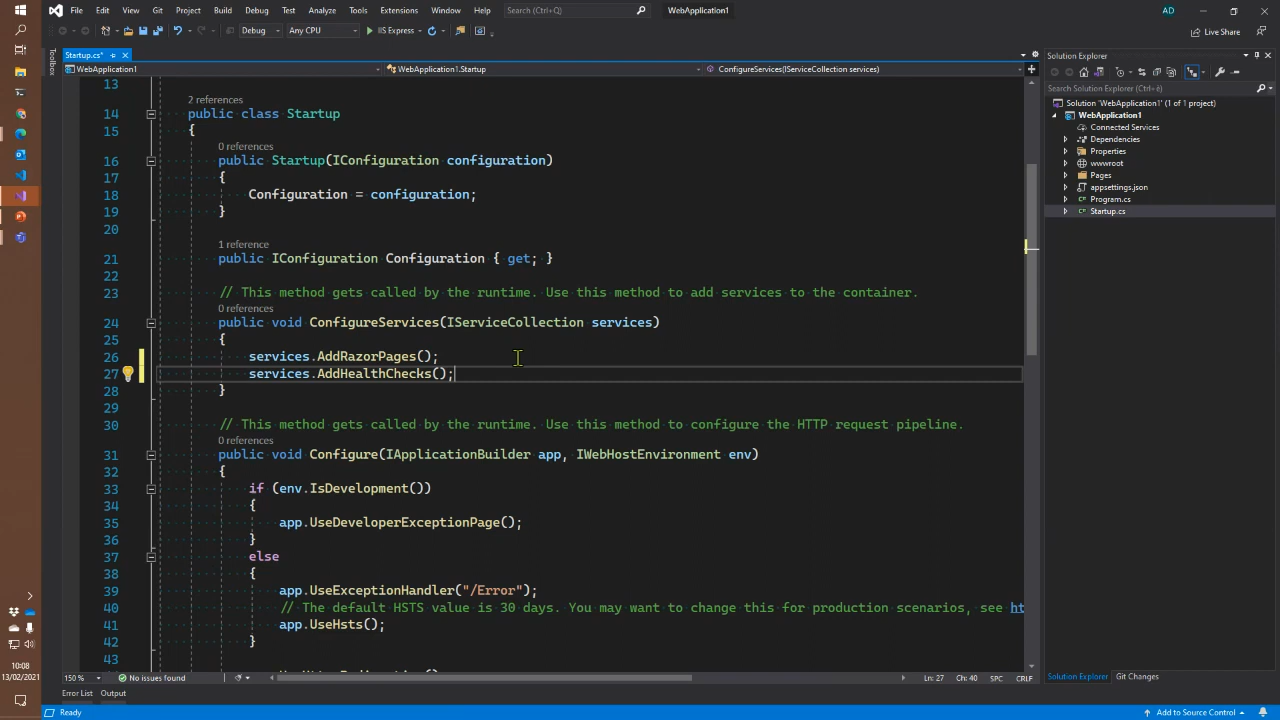 File Edit View Git Project Build Debug Test Analyze Tools Extensions Window Help Search (Ctrl+Q) WebApplication1 AD
Debug Any CPU IIS Express Live Share
Toolbox
Startup.cs*
WebApplication1 WebApplication1.Startup ConfigureServices(IServiceCollection services)
13
2 references
14 public class Startup
15 {
0 references
16 public Startup(IConfiguration configuration)
17 {
18 Configuration = configuration;
19 }
20
1 reference
21 public IConfiguration Configuration { get; }
22
23 // This method gets called by the runtime. Use this method to add services to the container.
0 references
24 public void ConfigureServices(IServiceCollection services)
25 {
26 services.AddRazorPages();
27 services.AddHealthChecks();
28 }
30 // This method gets called by the runtime. Use this method to configure the HTTP request pipeline.
0 references
31 public void Configure(IApplicationBuilder app, IWebHostEnvironment env)
32 {
33 if (env.IsDevelopment())
34 {
35 app.UseDeveloperExceptionPage();
36 }
37 else
38 {
39 app.UseExceptionHandler("/Error");
40 // The default HSTS value is 30 days. You may want to change this for production scenarios, see ht
41 app.UseHsts();
42 }
43
150 % No issues found Ln: 27 Ch: 40 SPC CRLF
Error List Output
Ready Add to Source Control
Solution Explorer
Search Solution Explorer (Ctrl+è)
Solution 'WebApplication1' (1 of 1 project)
WebApplication1
Connected Services
Dependencies
Properties
wwwroot
Pages
appsettings.json
Program.cs
Startup.cs
Solution Explorer Git Changes
10:08
13/02/2021